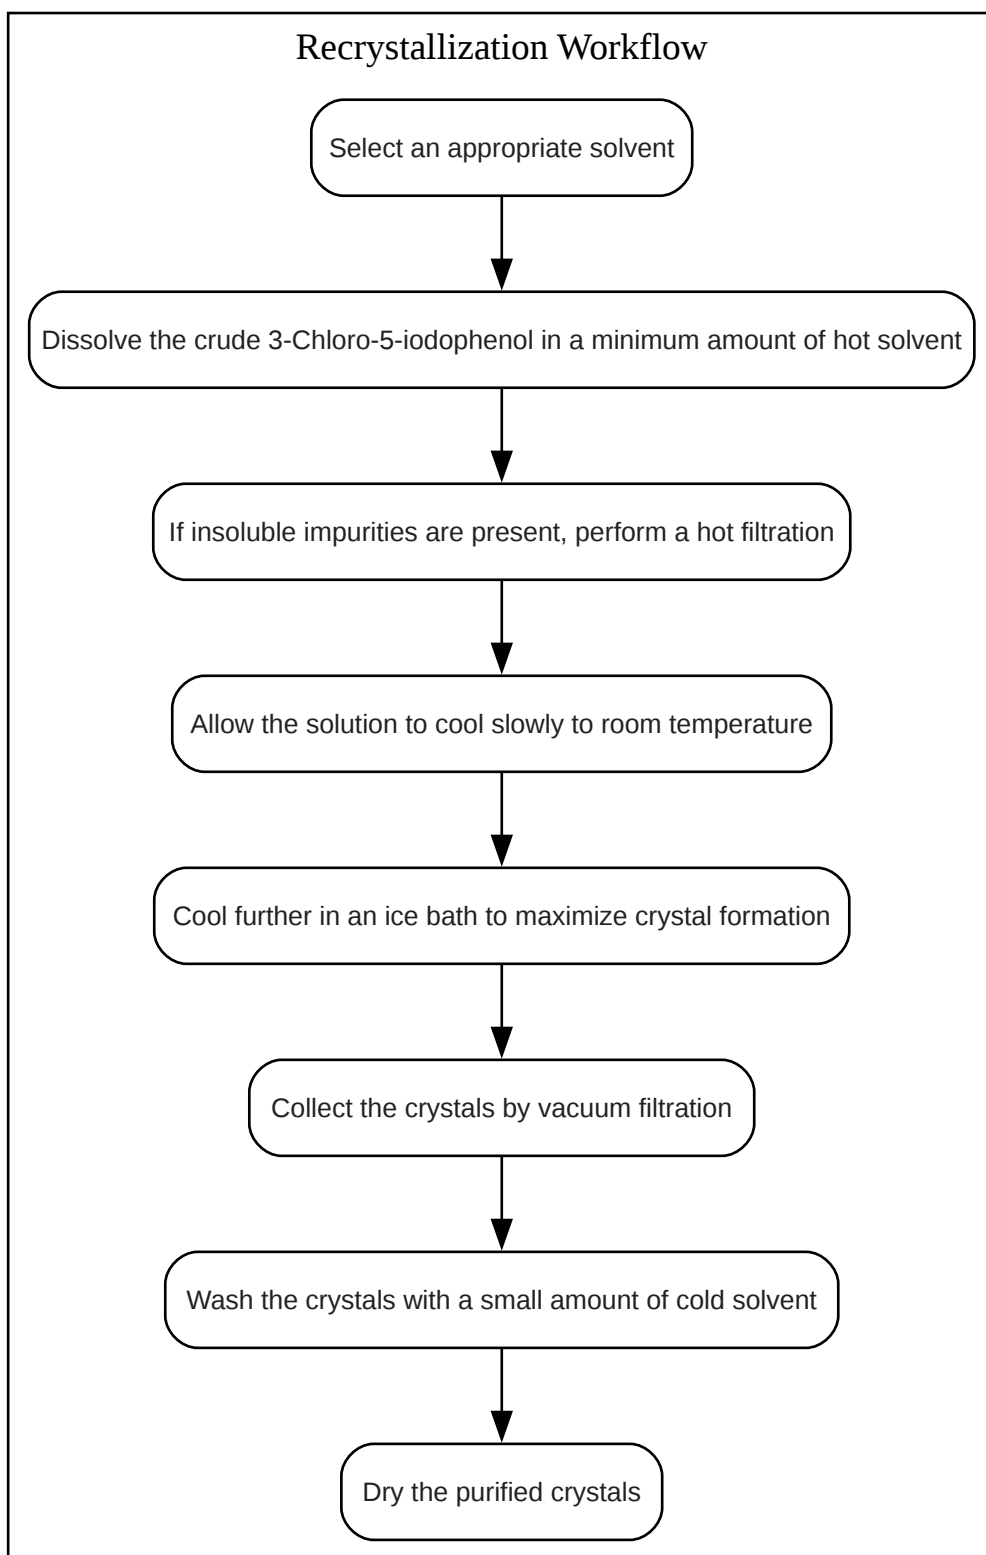 Recrystallization Workflow
Select an appropriate solvent
Dissolve the crude 3-Chloro-5-iodophenol in a minimum amount of hot solvent
If insoluble impurities are present, perform a hot filtration
Allow the solution to cool slowly to room temperature
Cool further in an ice bath to maximize crystal formation
Collect the crystals by vacuum filtration
Wash the crystals with a small amount of cold solvent
Dry the purified crystals